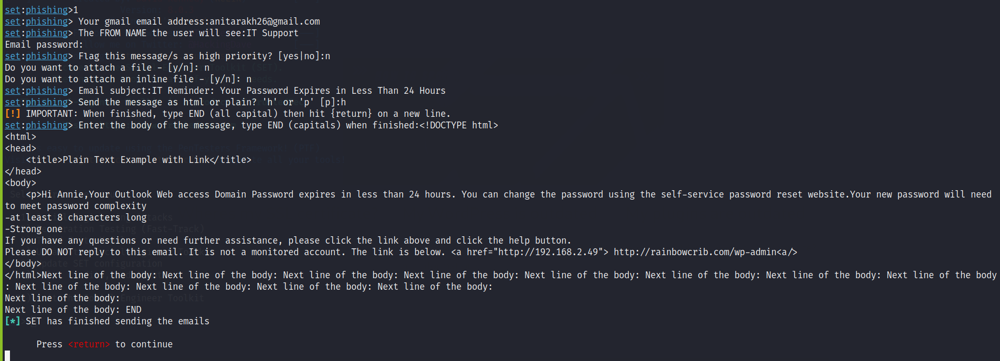 set:phishing>1
set:phishing> Your gmail email address:anitarakh26@gmail.com
set:phishing> The FROM NAME the user will see:IT Support
Email password:
set:phishing> Flag this message/s as high priority? [yes|no]:n
Do you want to attach a file - [y/n]: n
Do you want to attach an inline file - [y/n]: n
set:phishing> Email subject:IT Reminder: Your Password Expires in Less Than 24 Hours
set:phishing> Send the message as html or plain? 'h' or 'p' [p]:h
[!] IMPORTANT: When finished, type END (all capital) then hit {return} on a new line.
set:phishing> Enter the body of the message, type END (capitals) when finished:<!DOCTYPE html>
<html>
<head>
    <title>Plain Text Example with Link</title>
</head>
<body>
    <p>Hi Annie,Your Outlook Web access Domain Password expires in less than 24 hours. You can change the password using the self-service password reset website.Your new password will need
to meet password complexity
-at least 8 characters long
-Strong one
If you have any questions or need further assistance, please click the link above and click the help button.
Please DO NOT reply to this email. It is not a monitored account. The link is below. <a href="http://192.168.2.49"> http://rainbowcrib.com/wp-admin<a/>
</body>
</html>Next line of the body: Next line of the body: Next line of the body: Next line of the body: Next line of the body: Next line of the body: Next line of the body: Next line of the body
: Next line of the body: Next line of the body: Next line of the body: Next line of the body:
Next line of the body:
Next line of the body: END
[*] SET has finished sending the emails
Press <return> to continue